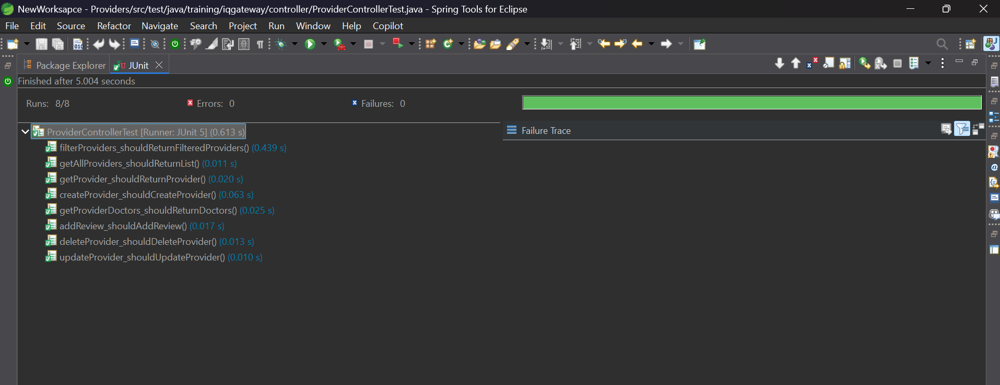 NewWorksapce - Providers/src/test/java/training/iqgateway/controller/ProviderControllerTest.java - Spring Tools for Eclipse
File Edit Source Refactor Navigate Search Project Run Window Help Copilot
Package Explorer JUnit
Finished after 5.004 seconds
Runs: 8/8 Errors: 0 Failures: 0
ProviderControllerTest [Runner: JUnit 5] (0.613 s)
Failure Trace
filterProviders_shouldReturnFilteredProviders() (0.439 s)
getAllProviders_shouldReturnList() (0.011 s)
getProvider_shouldReturnProvider() (0.020 s)
createProvider_shouldCreateProvider() (0.063 s)
getProviderDoctors_shouldReturnDoctors() (0.025 s)
addReview_shouldAddReview() (0.017 s)
deleteProvider_shouldDeleteProvider() (0.013 s)
updateProvider_shouldUpdateProvider() (0.010 s)